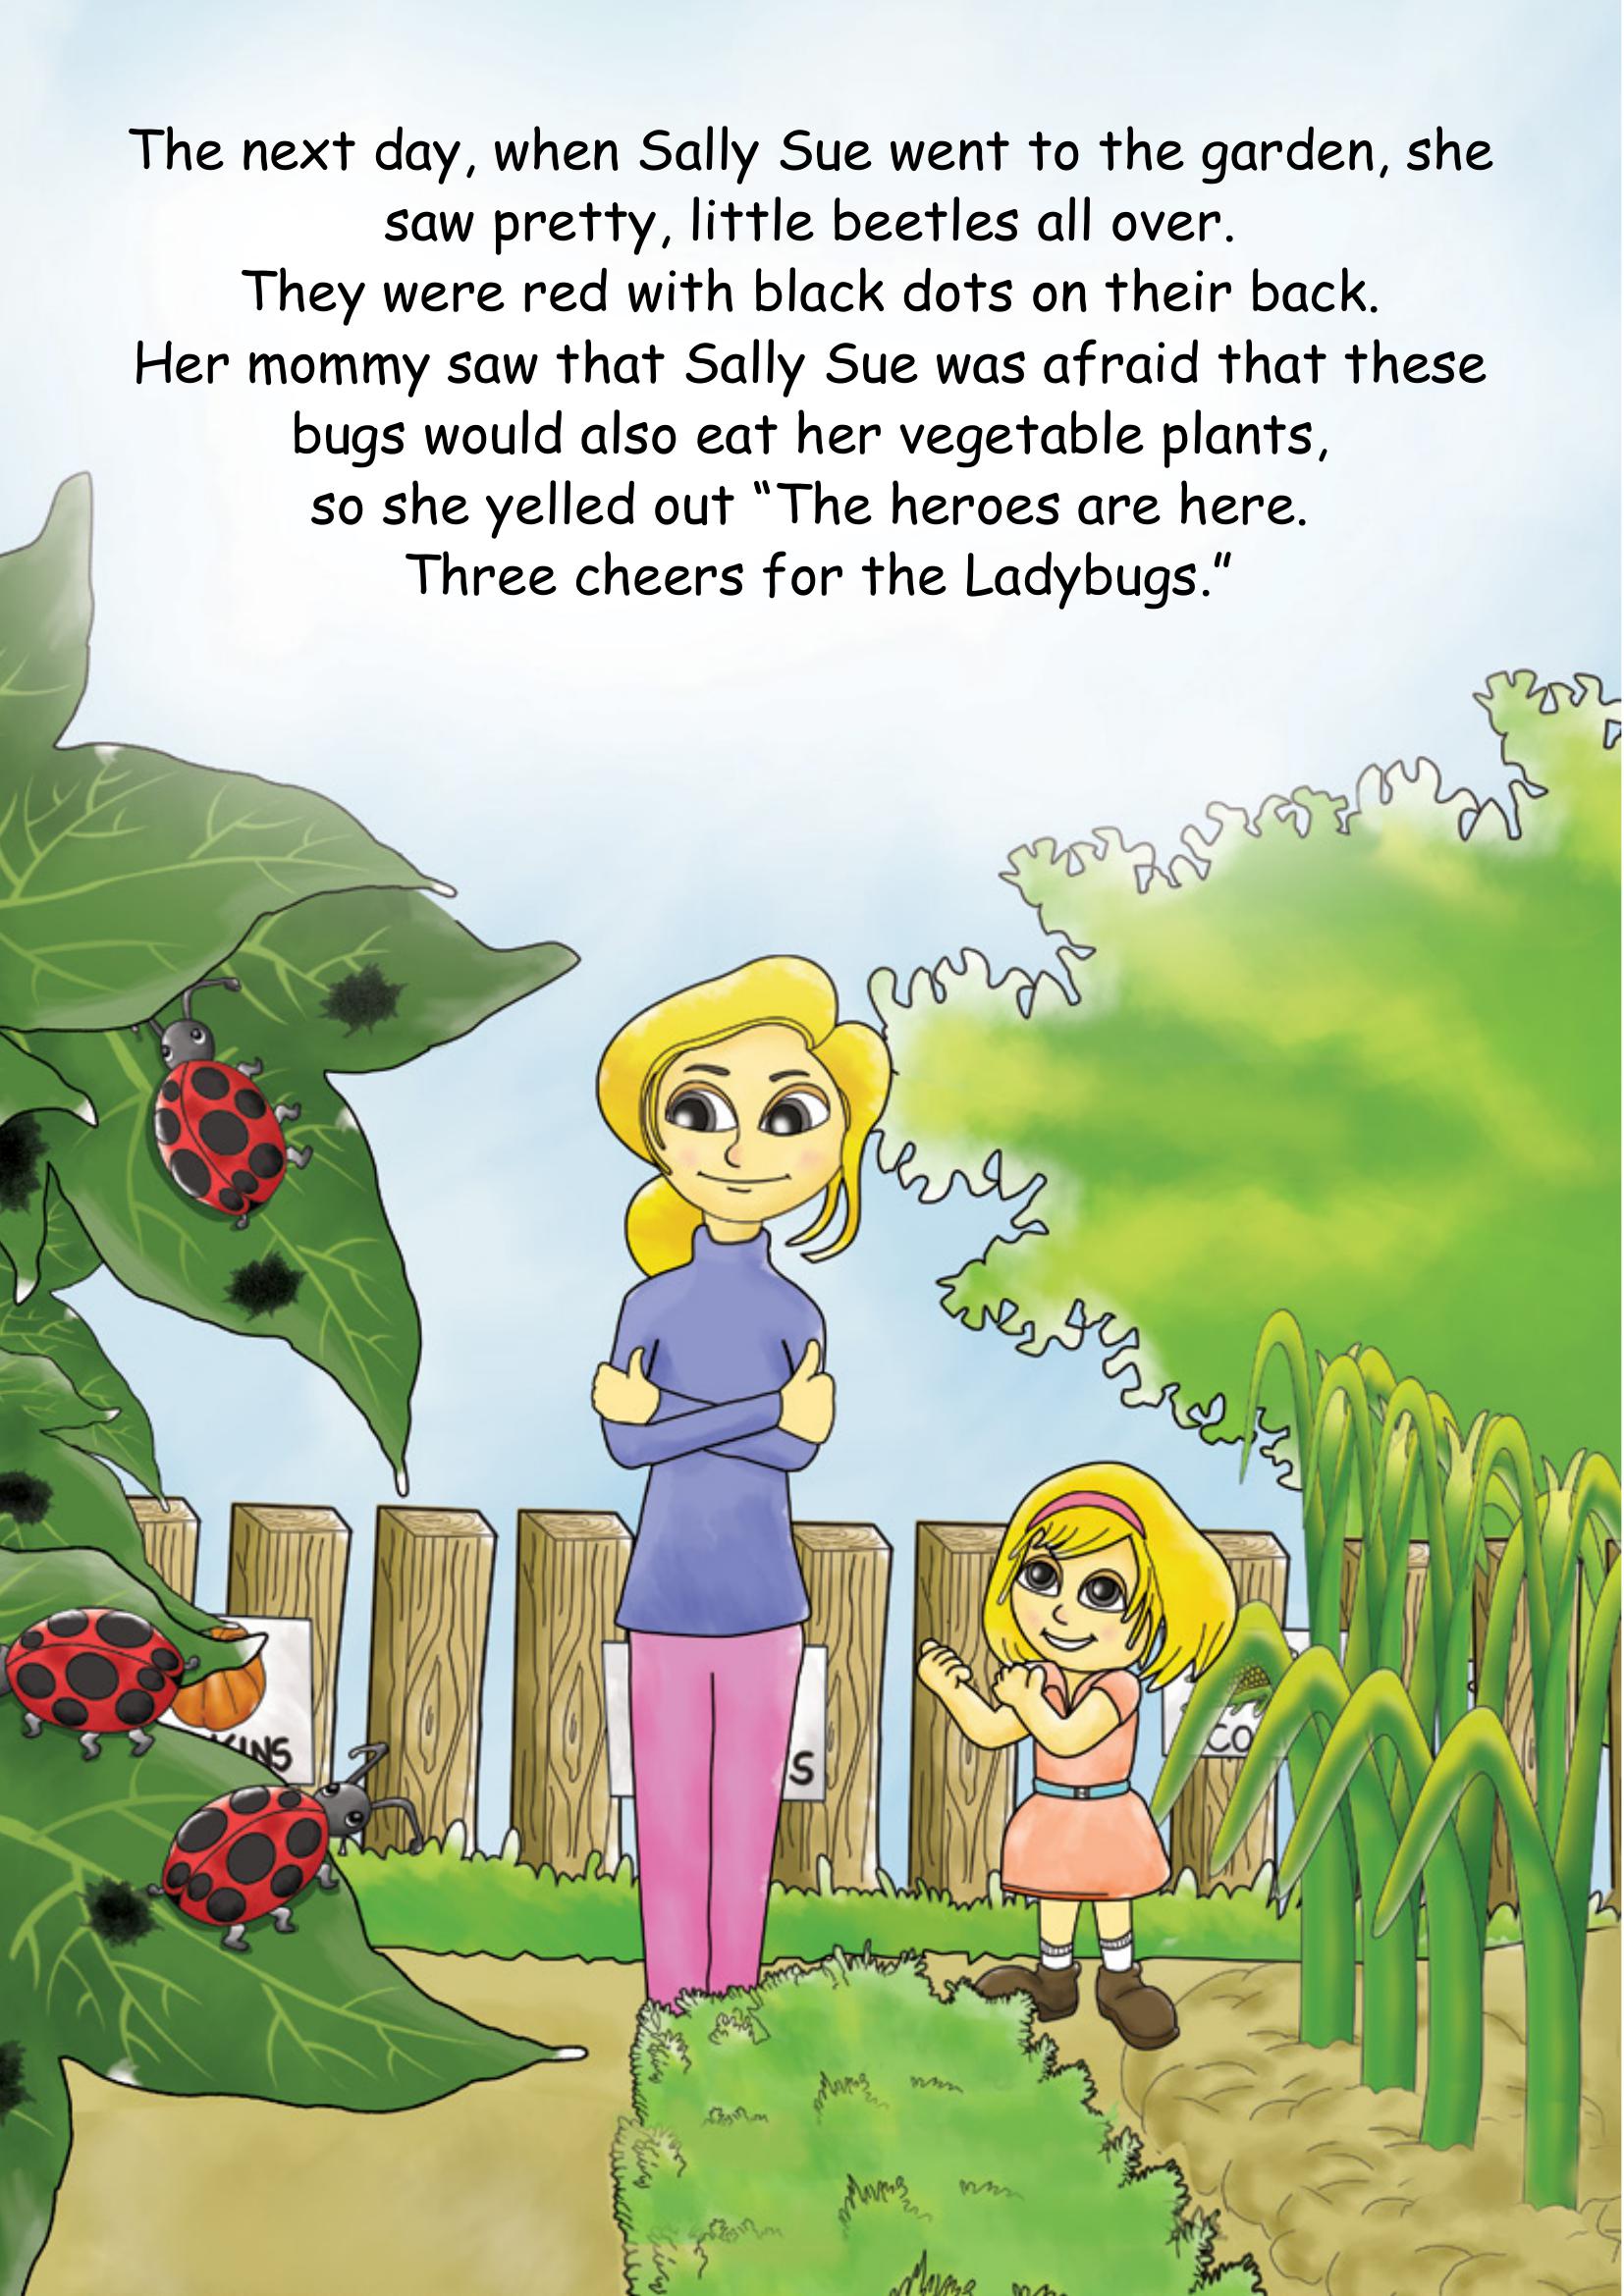 The next day, when Sally Sue went to the garden, she
saw pretty, little beetles all over.
They were red with black dots on their back.
Her mommy saw that Sally Sue was afraid that these
bugs would also eat her vegetable plants,
so she yelled out “The heroes are here.
Three cheers for the Ladybugs.”
KINS
S
CO